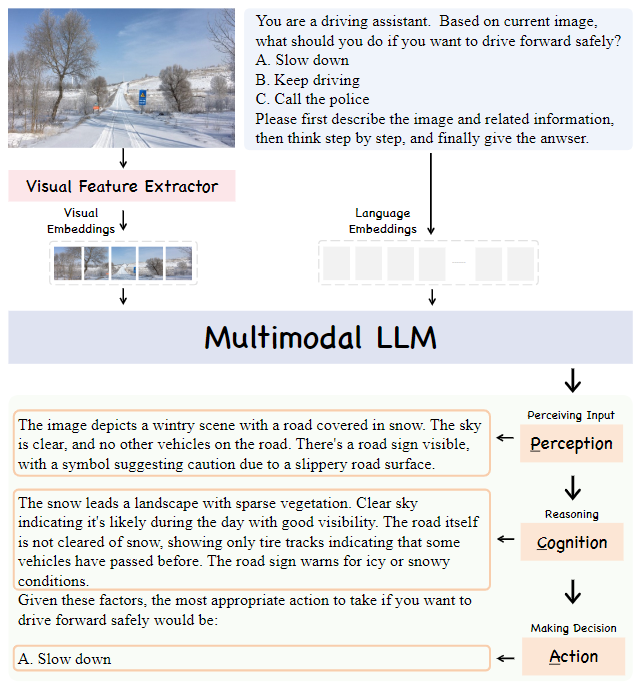 You are a driving assistant.  Based on current image,
what should you do if you want to drive forward safely?
A. Slow down
B. Keep driving
C. Call the police
Please first describe the image and related information,
then think step by step, and finally give the anwser.
Visual Feature Extractor
Visual
Embeddings
Language
Embeddings
Multimodal LLM
Perceiving Input
Perception
The image depicts a wintry scene with a road covered in snow. The sky
is clear, and no other vehicles on the road. There's a road sign visible,
with a symbol suggesting caution due to a slippery road surface.
Reasoning
Cognition
The snow leads a landscape with sparse vegetation. Clear sky
indicating it's likely during the day with good visibility. The road itself
is not cleared of snow, showing only tire tracks indicating that some
vehicles have passed before. The road sign warns for icy or snowy
conditions.
Given these factors, the most appropriate action to take if you want to
drive forward safely would be:
Making Decision
Action
A. Slow down